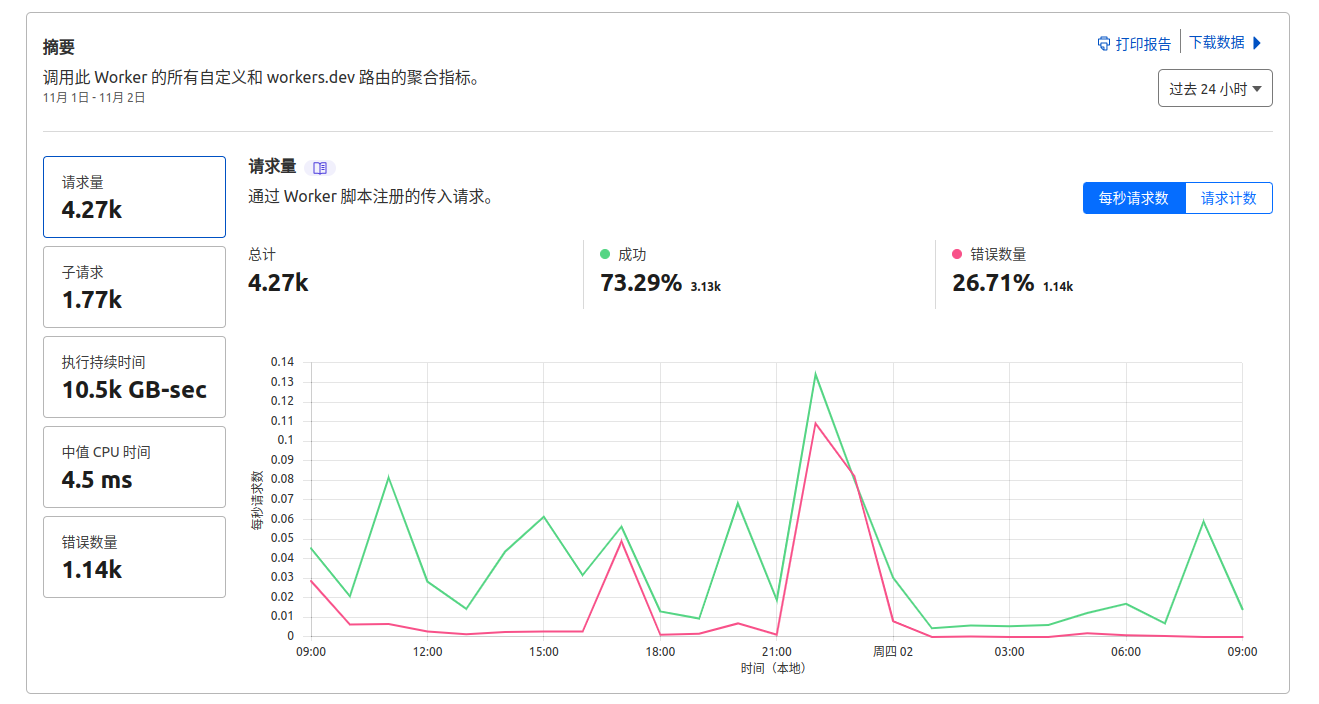 摘要
打印报告
下载数据
调用此 Worker 的所有自定义和 workers.dev 路由的聚合指标。
11月 1日 - 11月 2日
过去 24 小时
请求量
4.27k
子请求
1.77k
执行持续时间
10.5k GB-sec
中值 CPU 时间
4.5 ms
错误数量
1.14k
请求量
通过 Worker 脚本注册的传入请求。
每秒请求数
请求计数
总计
4.27k
成功
73.29% 3.13k
错误数量
26.71% 1.14k
0.14
0.13
0.12
0.11
0.1
0.09
0.08
0.07
0.06
0.05
0.04
0.03
0.02
0.01
0
每秒请求数
09:00
12:00
15:00
18:00
21:00
周四 02
03:00
06:00
09:00
时间（本地）